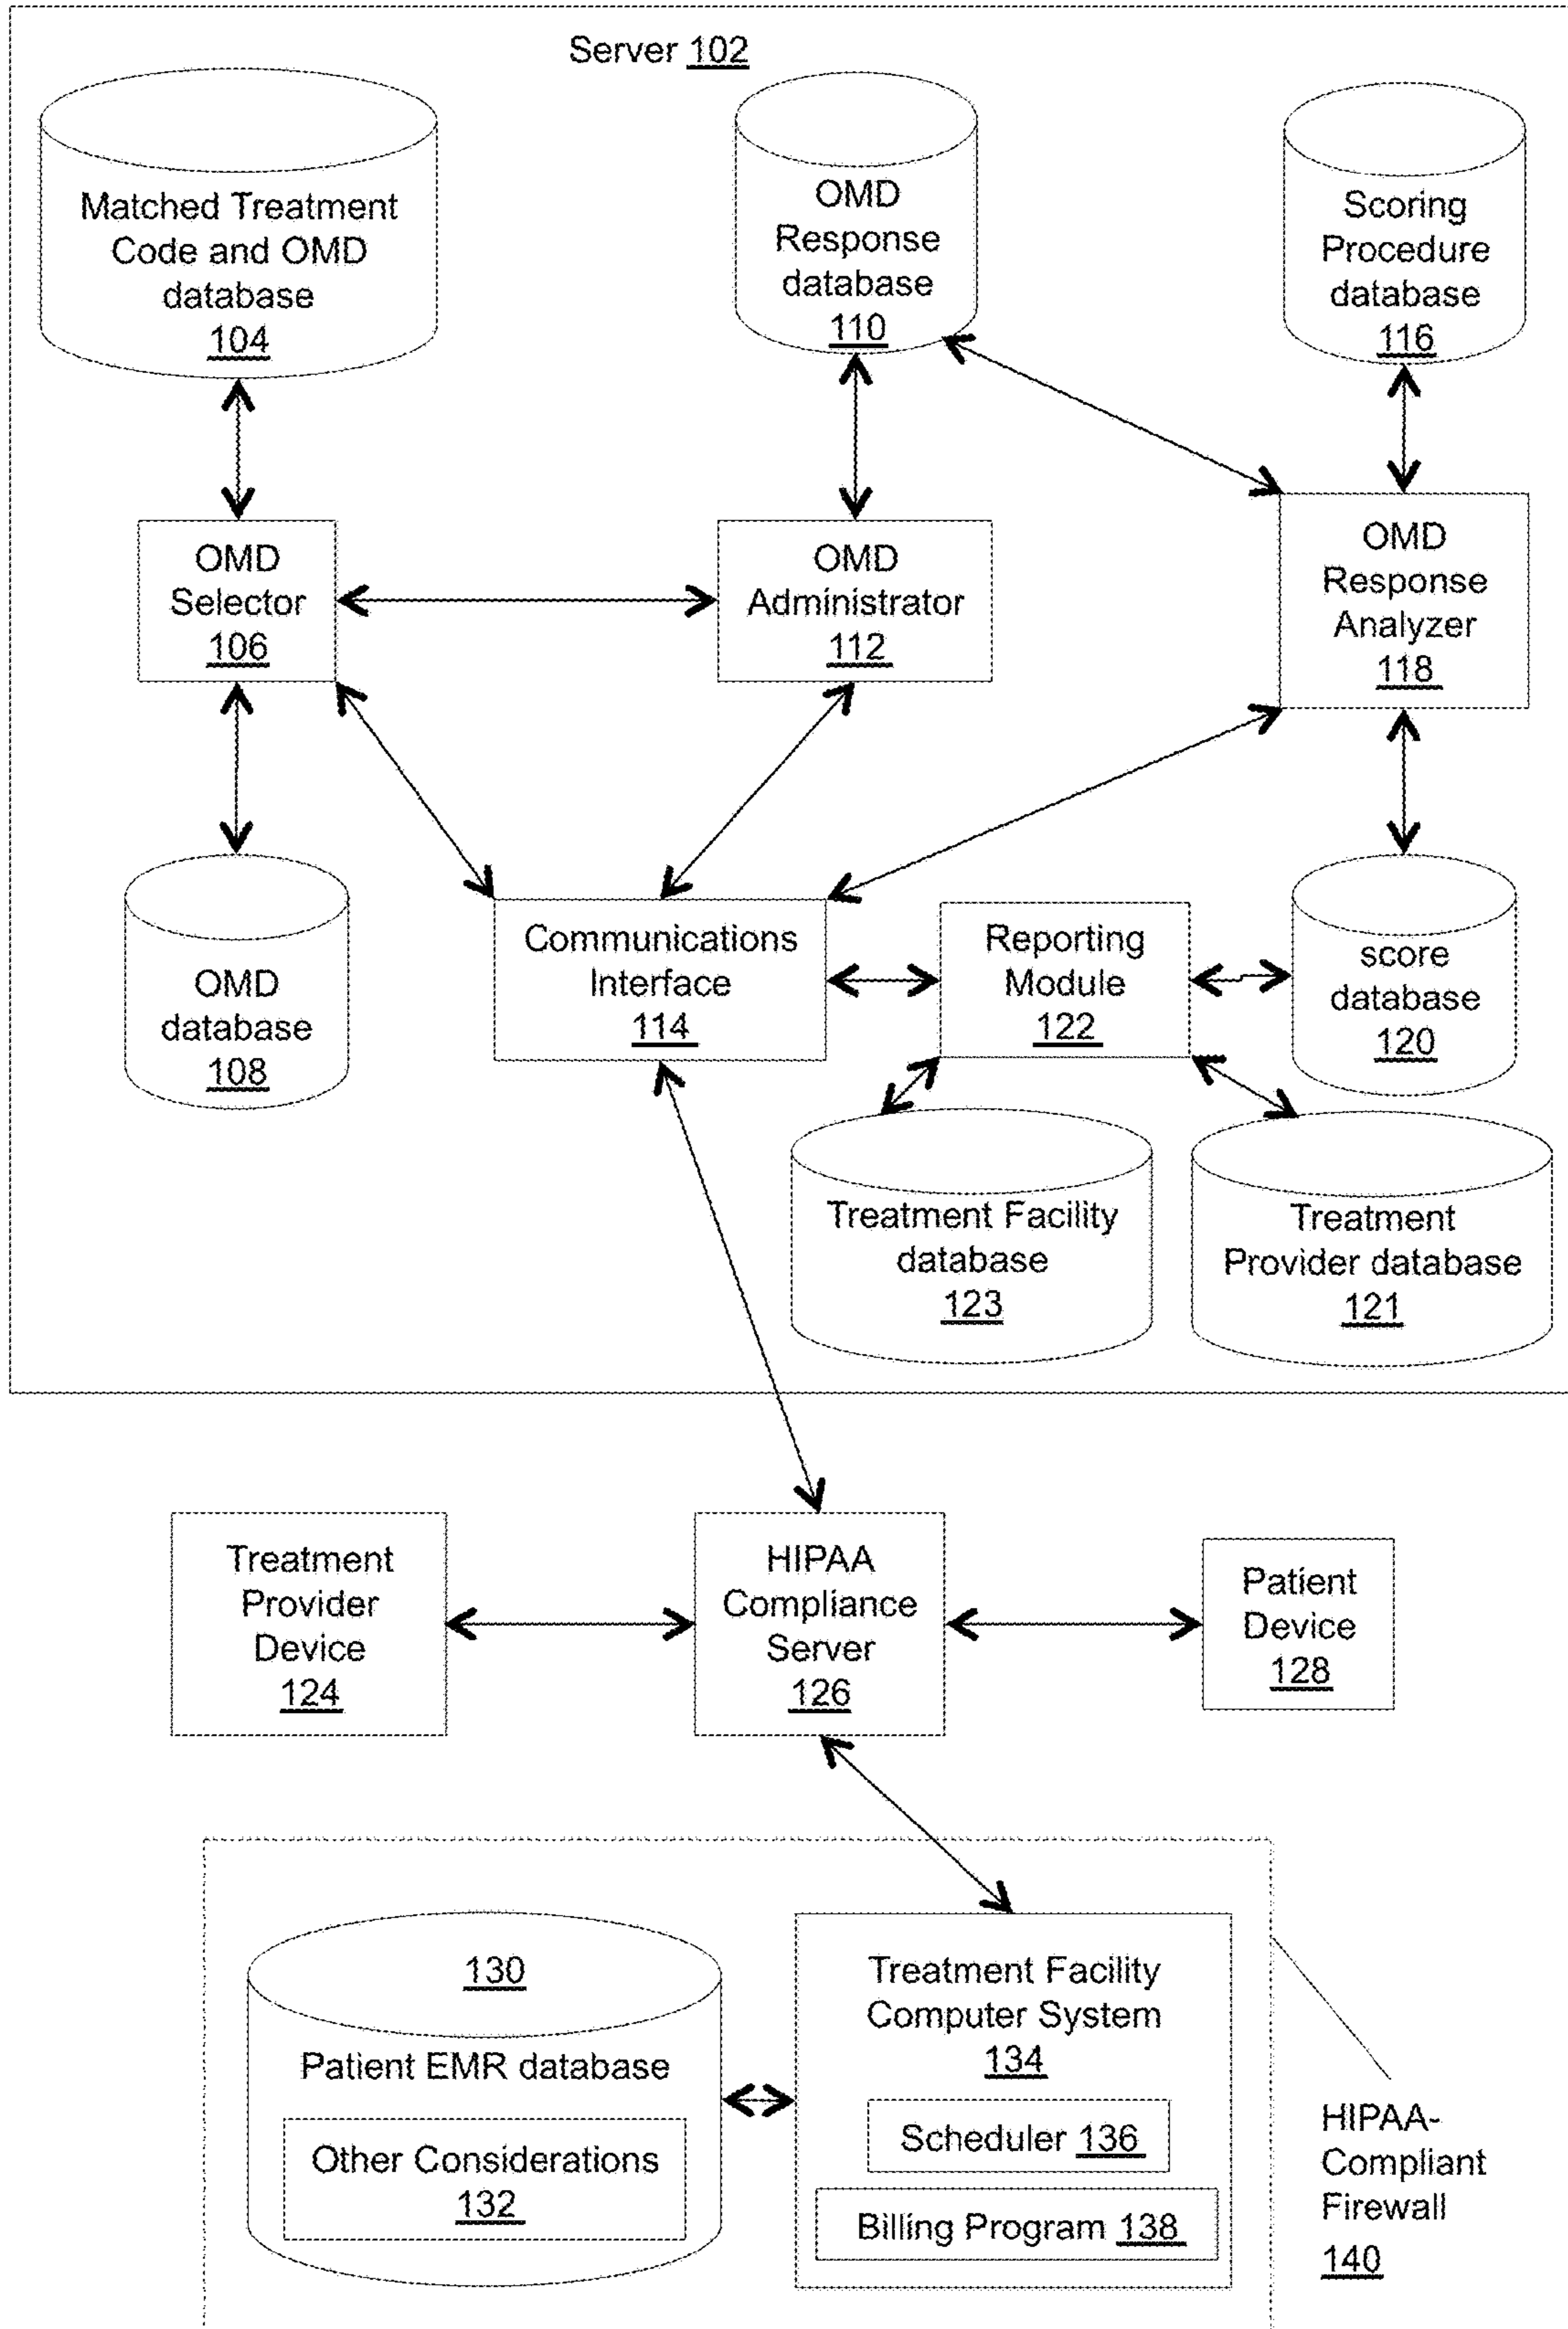 Server 102
Matched Treatment
Code and OMD
database
104
OMD
Response
database
110
Scoring
Procedure
database
116
OMD
Selector
106
OMD
Administrator
112
OMD
Response
Analyzer
118
OMD
database
108
Communications
Interface
114
Reporting
Module
122
score
database
120
Treatment Facility
database
123
Treatment
Provider database
121
Treatment
Provider
Device
124
HIPAA
Compliance
Server
126
Patient
Device
128
130
Patient EMR database
Other Considerations
132
Treatment Facility
Computer System
134
Scheduler 136
Billing Program 138
HIPAA-
Compliant
Firewall
140